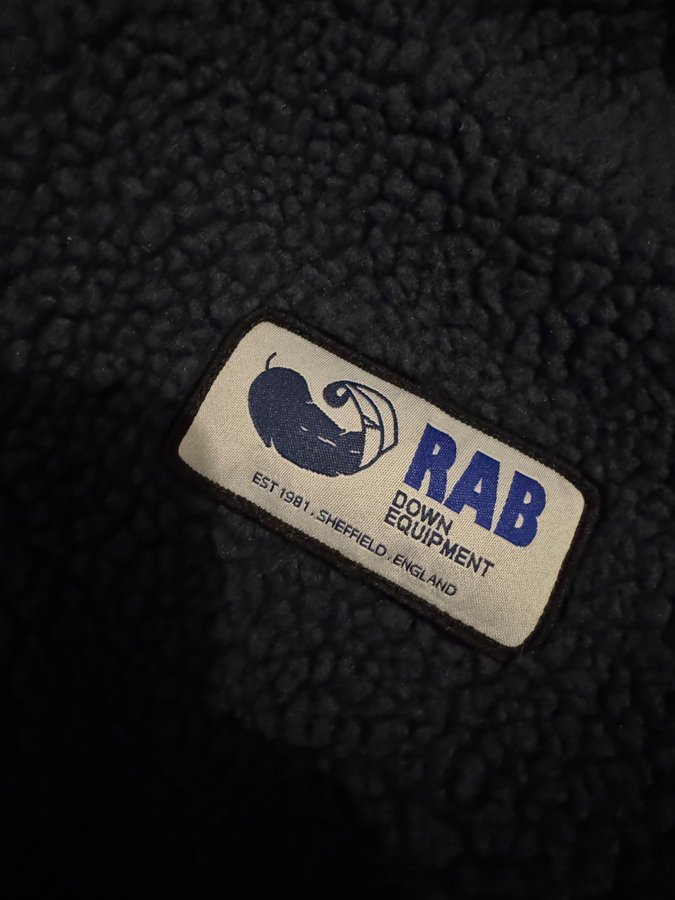 RAB
DOWN
EQUIPMENT
EST 1981 . SHEFFIELD . ENGLAND